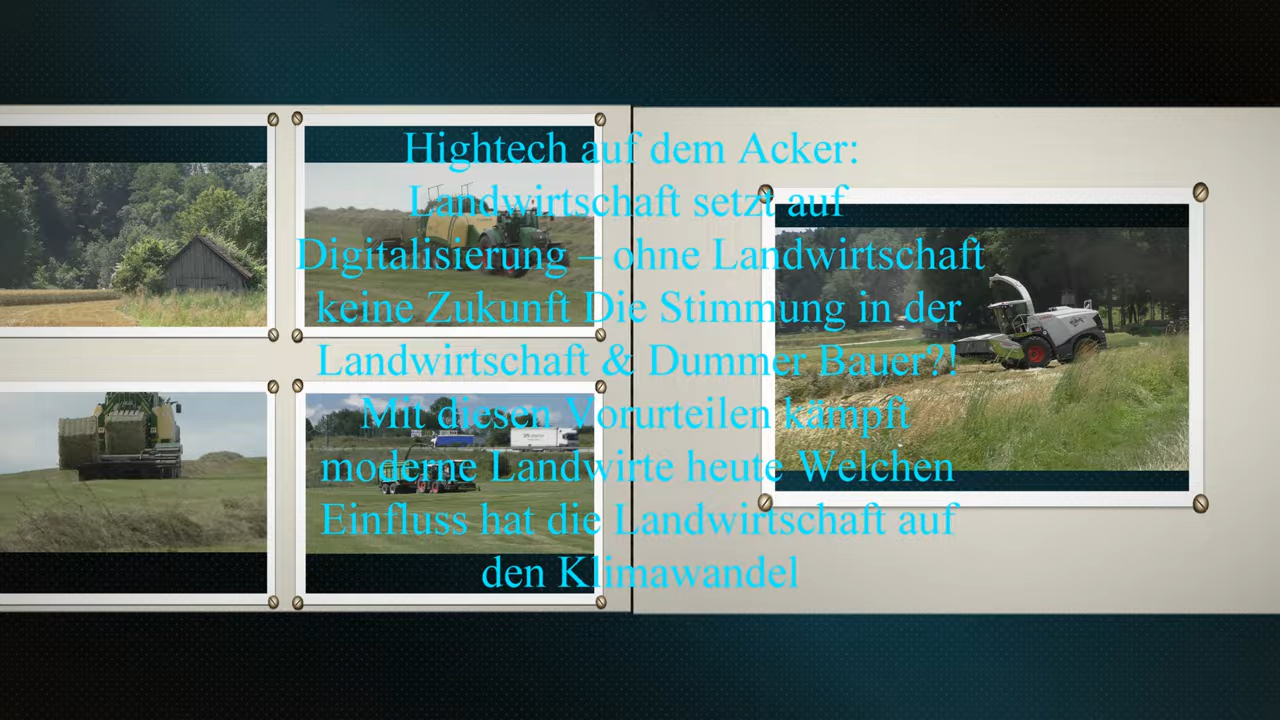 Hightech auf dem Acker:
Landwirtschaft setzt auf
Digitalisierung – ohne Landwirtschaft
keine Zukunft Die Stimmung in der
Landwirtschaft & Dummer Bauer?!
Mit diesen Vorurteilen kämpft
moderne Landwirte heute Welchen
Einfluss hat die Landwirtschaft auf
den Klimawandel